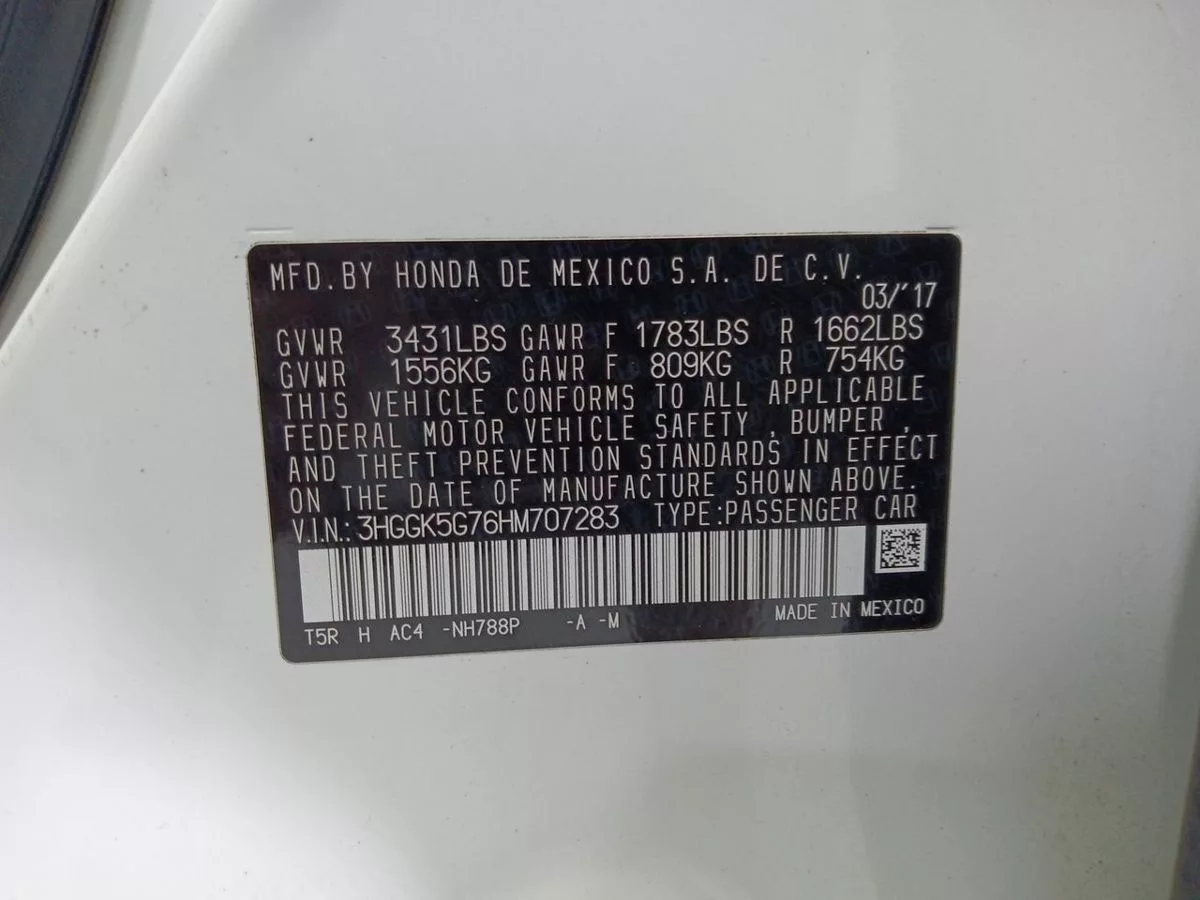 MFD.BY HONDA DE MEXICO S.A. DE C.V.
03/'17
GVWR 3431LBS GAWR F 1783LBS R 1662LBS
GVWR 1556KG GAWR F 809KG R 754KG
THIS VEHICLE CONFORMS TO ALL APPLICABLE
FEDERAL MOTOR VEHICLE SAFETY , BUMPER ,
AND THEFT PREVENTION STANDARDS IN EFFECT
ON THE DATE OF MANUFACTURE SHOWN ABOVE.
V.I.N.: 3HGGK5G76HM707283 TYPE:PASSENGER CAR
MADE IN MEXICO
T5R H AC4 -NH788P -A -M